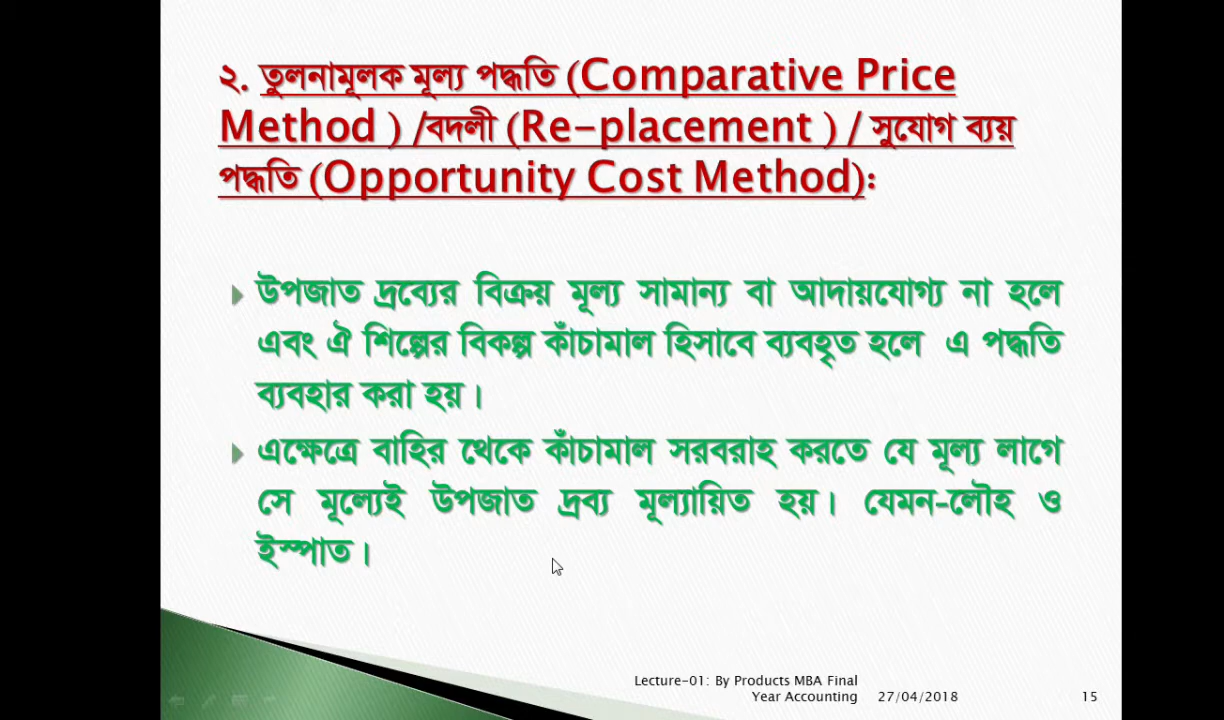 ২. তুলনামূলক মূল্য পদ্ধতি (Comparative Price
Method ) /বদলী (Re-placement ) / সুযোগ ব্যয়
পদ্ধতি (Opportunity Cost Method)ঃ
উপজাত দ্রব্যের বিক্রয় মূল্য সামান্য বা আদায়যোগ্য না হলে
এবং ঐ শিল্পের বিকল্প কাঁচামাল হিসাবে ব্যবহৃত হলে এ পদ্ধতি
ব্যবহার করা হয়।
এক্ষেত্রে বাহির থেকে কাঁচামাল সরবরাহ করতে যে মূল্য লাগে
সে মূল্যেই উপজাত দ্রব্য মূল্যায়িত হয়। যেমন-লৌহ ও
ইস্পাত।
Lecture-01: By Products MBA Final
Year Accounting 27/04/2018 15